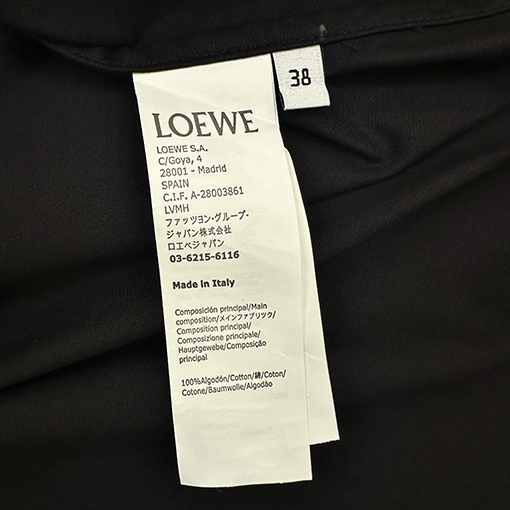 38
LOEWE
LOEWE S.A.
C/Goya, 4
28001 - Madrid
SPAIN
C.I.F. A-28003861
LVMH
ファッツョン・グループ・
ジャパン株式会社
ロエベジャパン
03-6215-6116
Made in Italy
Composición principal/Main
composition/メインファブリック/
Composition principal/
Composizione principale/
Hauptgewebe/Composição
principal
100%Algodón/Cotton/綿/Coton/
Cotone/Baumwolle/Algodão